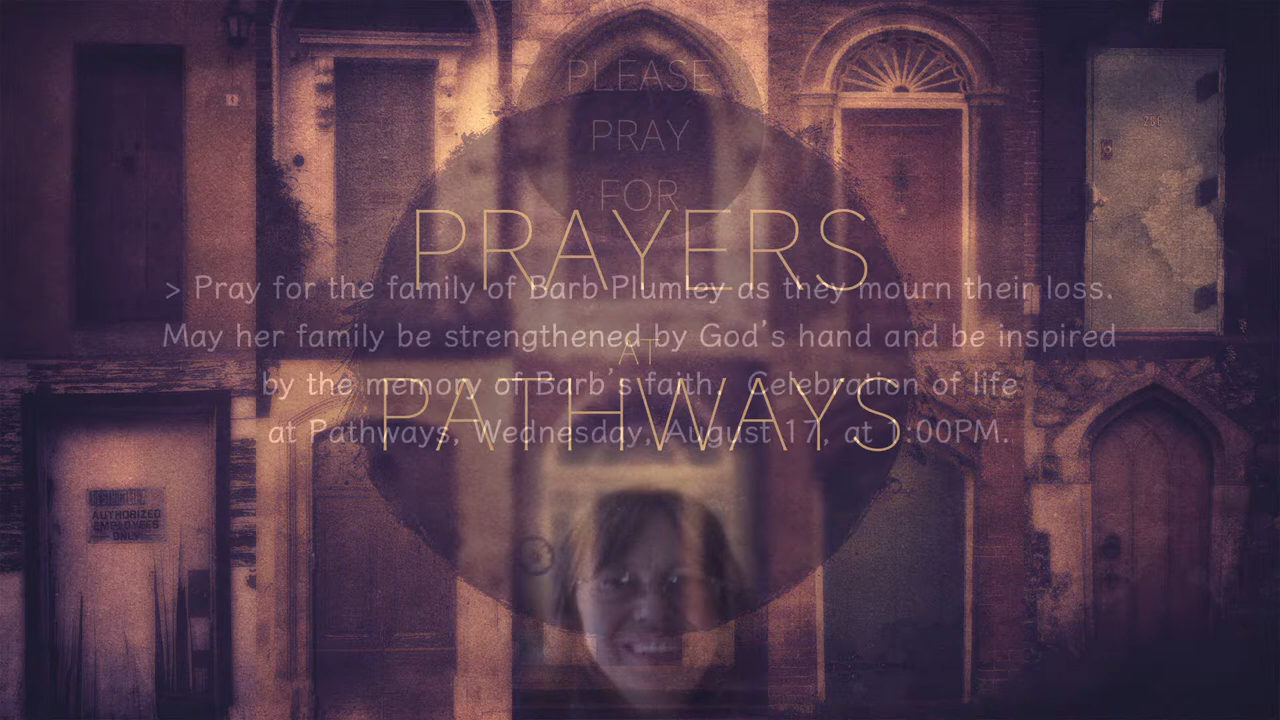 PLEASE
PRAY
FOR
PRAYERS
> Pray for the family of Barb Plumley as they mourn their loss.
May her family be strengthened by God's hand and be inspired
AT
by the memory of Barb's faith. Celebration of life
PATHWAYS
at Pathways, Wednesday, August 17, at :00PM.
206
AUTHORIZED
EMPLOYEES
ONLY